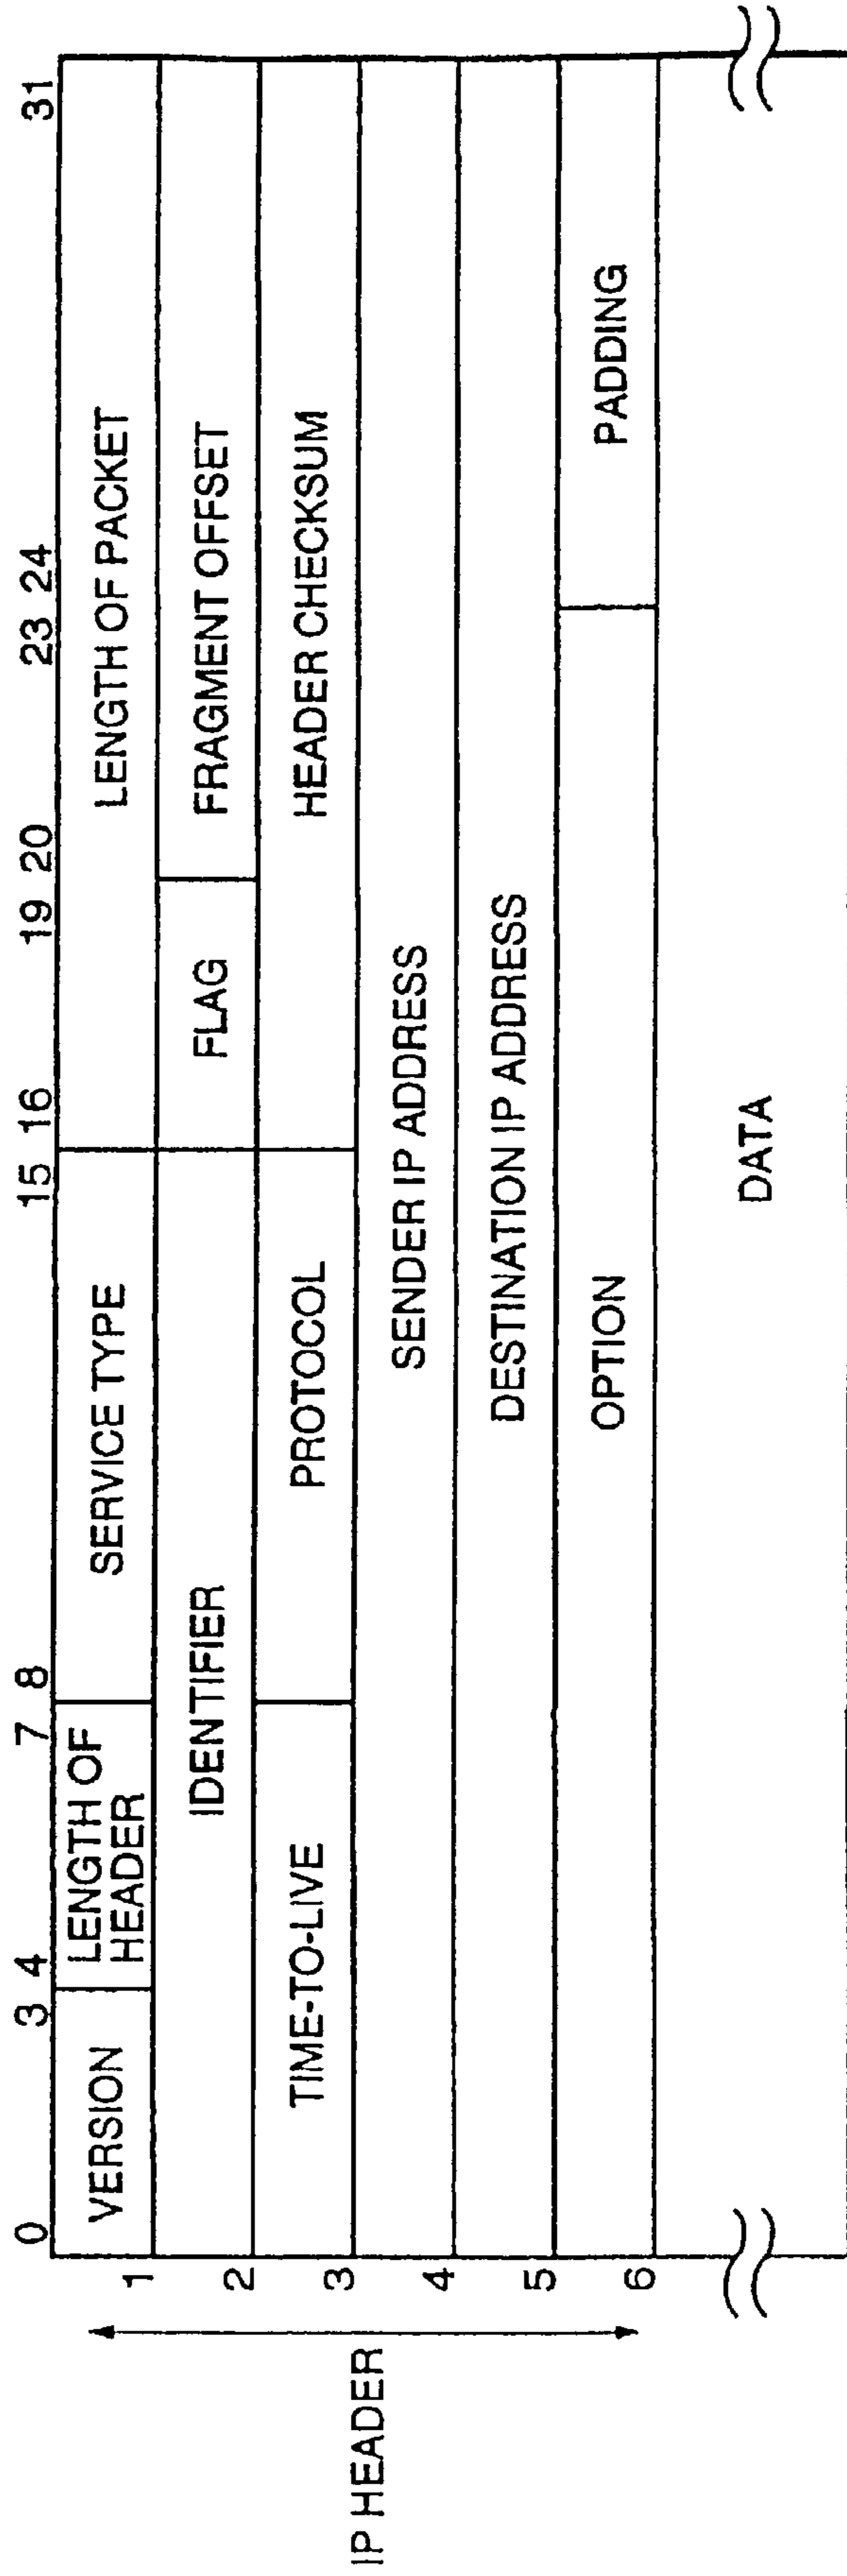 0 3 4 7 8 15 16 19 20 23 24 31
VERSION LENGTH OF HEADER SERVICE TYPE LENGTH OF PACKET
1
IDENTIFIER FLAG FRAGMENT OFFSET
2
TIME-TO-LIVE PROTOCOL HEADER CHECKSUM
3
IP HEADER
SENDER IP ADDRESS
4
DESTINATION IP ADDRESS
5
OPTION PADDING
6
DATA